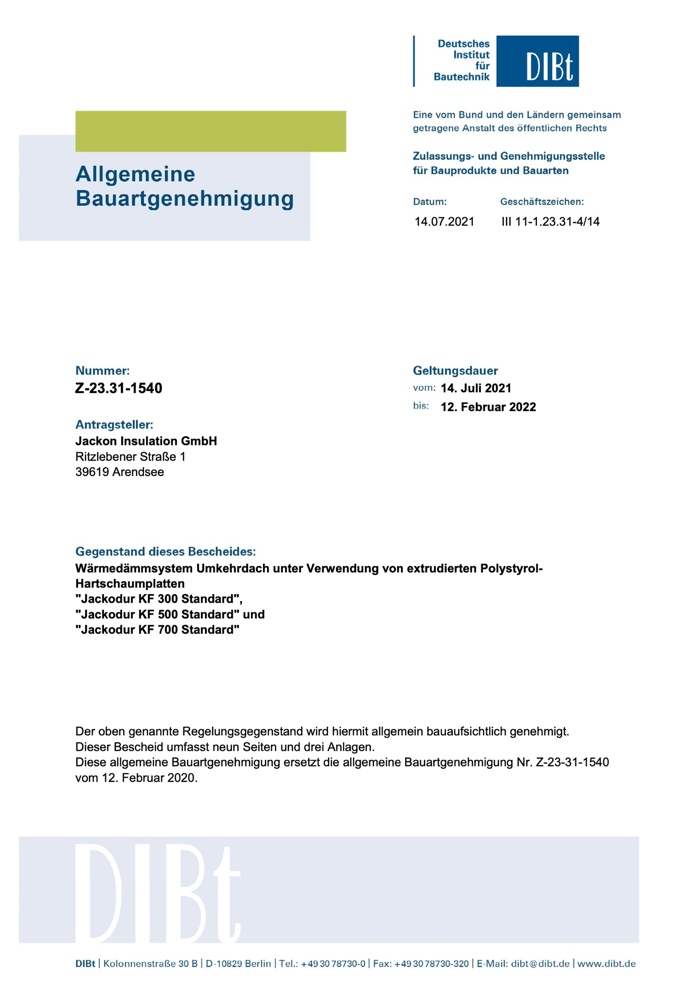 Deutsches
Institut
für
Bautechnik
DIBt
Eine vom Bund und den Ländern gemeinsam
getragene Anstalt des öffentlichen Rechts
Zulassungs- und Genehmigungsstelle
für Bauprodukte und Bauarten
Allgemeine
Bauartgenehmigung
Datum: Geschäftszeichen:
14.07.2021 III 11-1.23.31-4/14
Nummer:
Z-23.31-1540
Geltungsdauer
vom: 14. Juli 2021
bis: 12. Februar 2022
Antragsteller:
Jackon Insulation GmbH
Ritzlebener Straße 1
39619 Arendsee
Gegenstand dieses Bescheides:
Wärmedämmsystem Umkehrdach unter Verwendung von extrudierten Polystyrol-
Hartschaumplatten
"Jackodur KF 300 Standard",
"Jackodur KF 500 Standard" und
"Jackodur KF 700 Standard"
Der oben genannte Regelungsgegenstand wird hiermit allgemein bauaufsichtlich genehmigt.
Dieser Bescheid umfasst neun Seiten und drei Anlagen.
Diese allgemeine Bauartgenehmigung ersetzt die allgemeine Bauartgenehmigung Nr. Z-23-31-1540
vom 12. Februar 2020.
DIBt
DIBt | Kolonnenstraße 30 B | D-10829 Berlin | Tel.: +493078730-0 | Fax: +493078730-320 | E-Mail: dibt@dibt.de | www.dibt.de